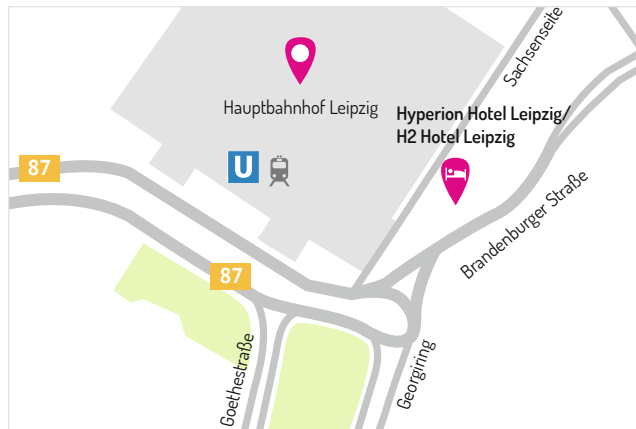 Sachsenseite
Hauptbahnhof Leipzig
Hyperion Hotel Leipzig/
H2 Hotel Leipzig
87
U
Brandenburger Straße
87
Goethestraße
Georgiring